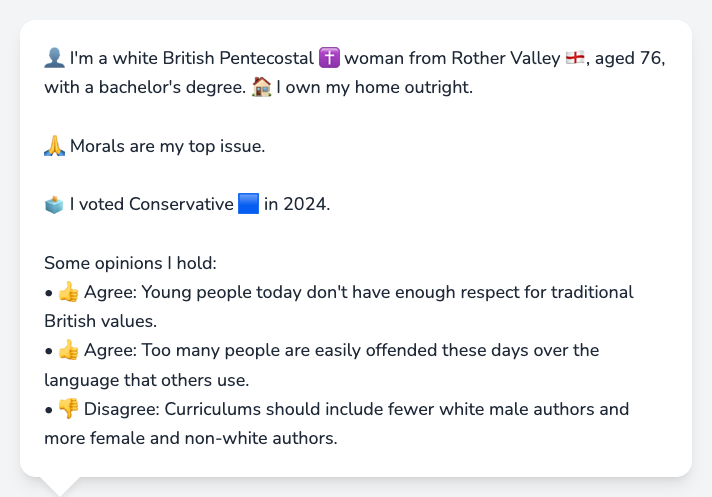 👤 I'm a white British Pentecostal ✝️ woman from Rother Valley 🏴󠁧󠁢󠁥󠁮󠁧󠁿, aged 76,
with a bachelor's degree. 🏠 I own my home outright.
🙏 Morals are my top issue.
🗳️ I voted Conservative 🟦 in 2024.
Some opinions I hold:
• 👍 Agree: Young people today don't have enough respect for traditional
British values.
• 👍 Agree: Too many people are easily offended these days over the
language that others use.
• 👎 Disagree: Curriculums should include fewer white male authors and
more female and non-white authors.